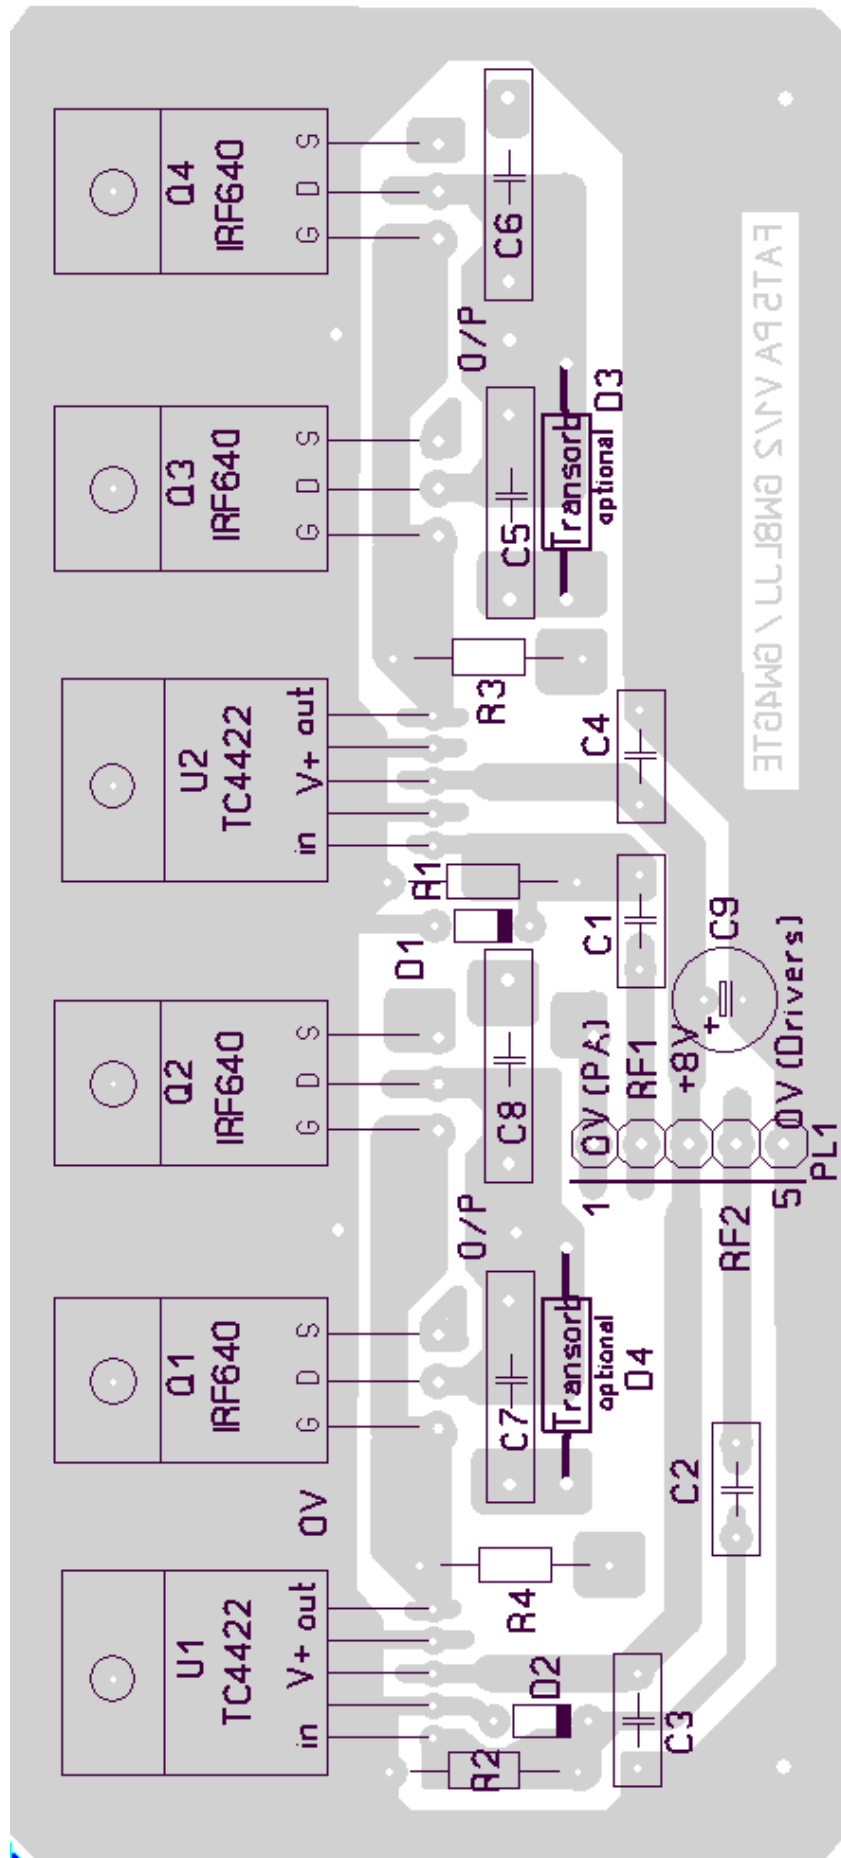 Q4
IRF640
S
D
G
C6
O/P
Q3
IRF640
S
D
G
C5
Transorb
optional
D3
FAT5 PA V1/2 GW8LJJ / GW4GTE
R3
U2
TC4422
out
V+
in
C4
R1
D1
C1
C9
+
Q2
IRF640
S
D
G
C8
0V (PA)
RF1
+8V
0V (Drivers)
1
5
PL1
RF2
O/P
Q1
IRF640
S
D
G
C7
Transorb
optional
D4
0V
C2
R4
U1
TC4422
out
V+
in
D2
R2
C3